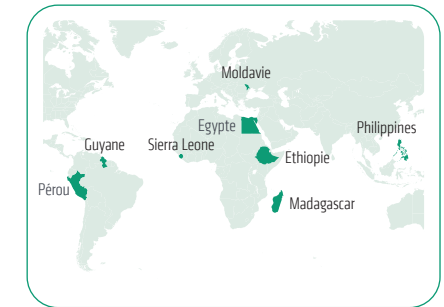 Moldavie
Egypte
Philippines
Guyane
Sierra Leone
Ethiopie
Pérou
Madagascar